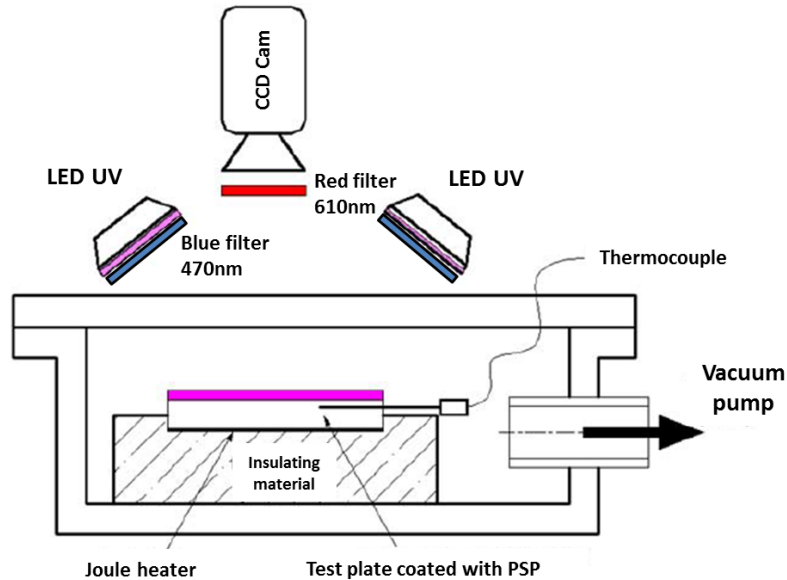 CCD Cam
LED UV
Red filter
610nm
LED UV
Blue filter
470nm
Thermocouple
Vacuum
pump
Insulating
material
Joule heater
Test plate coated with PSP